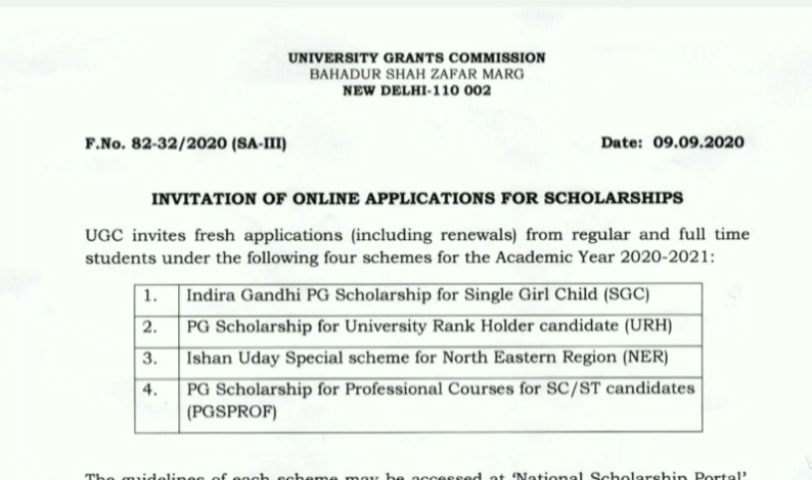 UNIVERSITY GRANTS COMMISSION
BAHADUR SHAH ZAFAR MARG
NEW DELHI-110 002
F.No. 82-32/2020 (SA-III) Date: 09.09.2020
INVITATION OF ONLINE APPLICATIONS FOR SCHOLARSHIPS
UGC invites fresh applications (including renewals) from regular and full time
students under the following four schemes for the Academic Year 2020-2021:
1. Indira Gandhi PG Scholarship for Single Girl Child (SGC)
2. PG Scholarship for University Rank Holder candidate (URH)
3. Ishan Uday Special scheme for North Eastern Region (NER)
4. PG Scholarship for Professional Courses for SC/ST candidates
(PGSPROF)
The guidelines of each scheme may be accessed at 'National Scholarship Portal'